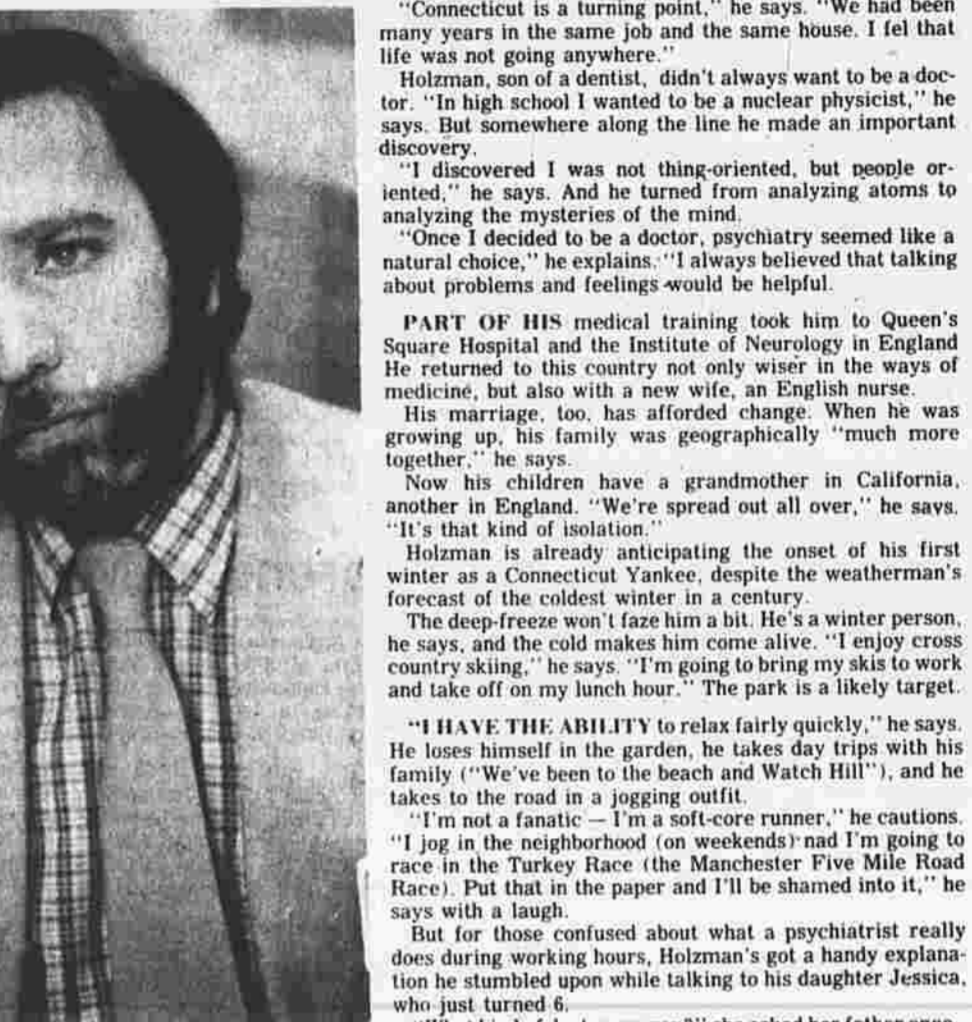 "Connecticut is a turning point," he says. "We had been
many years in the same job and the same house. I fel that
life was not going anywhere."
Holzman, son of a dentist, didn't always want to be a doc-
tor. "In high school I wanted to be a nuclear physicist," he
says. But somewhere along the line he made an important
discovery.
"I discovered I was not thing-oriented, but people or-
iented," he says. And he turned from analyzing atoms to
analyzing the mysteries of the mind.
"Once I decided to be a doctor, psychiatry seemed like a
natural choice," he explains. "I always believed that talking
about problems and feelings would be helpful.
PART OF HIS medical training took him to Queen's
Square Hospital and the Institute of Neurology in England
He returned to this country not only wiser in the ways of
medicine, but also with a new wife, an English nurse.
His marriage, too, has afforded change. When he was
growing up, his family was geographically "much more
together," he says.
Now his children have a grandmother in California,
another in England. "We're spread out all over," he says.
"It's that kind of isolation."
Holzman is already anticipating the onset of his first
winter as a Connecticut Yankee, despite the weatherman's
forecast of the coldest winter in a century.
The deep-freeze won't faze him a bit. He's a winter person,
he says, and the cold makes him come alive. "I enjoy cross
country skiing," he says. "I'm going to bring my skis to work
and take off on my lunch hour." The park is a likely target.
"I HAVE THE ABILITY to relax fairly quickly," he says.
He loses himself in the garden, he takes day trips with his
family ("We've been to the beach and Watch Hill"), and he
takes to the road in a jogging outfit.
"I'm not a fanatic — I'm a soft-core runner," he cautions.
"I jog in the neighborhood (on weekends) nad I'm going to
race in the Turkey Race (the Manchester Five Mile Road
Race). Put that in the paper and I'll be shamed into it," he
says with a laugh.
But for those confused about what a psychiatrist really
does during working hours, Holzman's got a handy explana-
tion he stumbled upon while talking to his daughter Jessica,
who just turned 6.